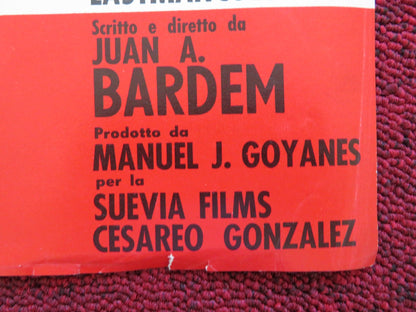 Scritto e diretto da
JUAN A.
BARDEM
Prodotto da
MANUEL J. GOYANES
per la
SUEVIA FILMS
CESAREO GONZALEZ